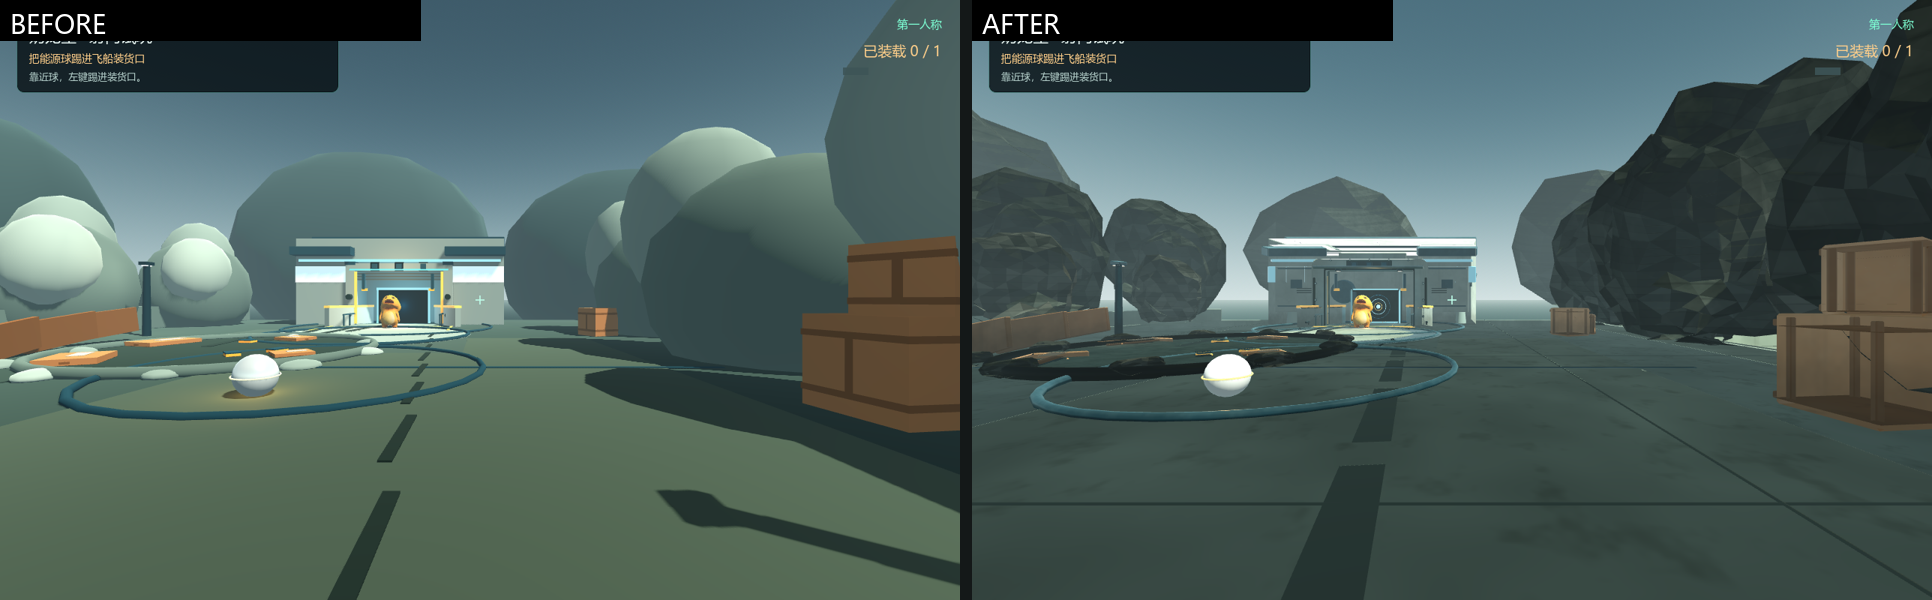 BEFORE
第一人称
已装载 0 / 1
把能源球踢进飞船装货口
靠近球，左键踢进装货口。
AFTER
第一人称
已装载 0 / 1
把能源球踢进飞船装货口
靠近球，左键踢进装货口。